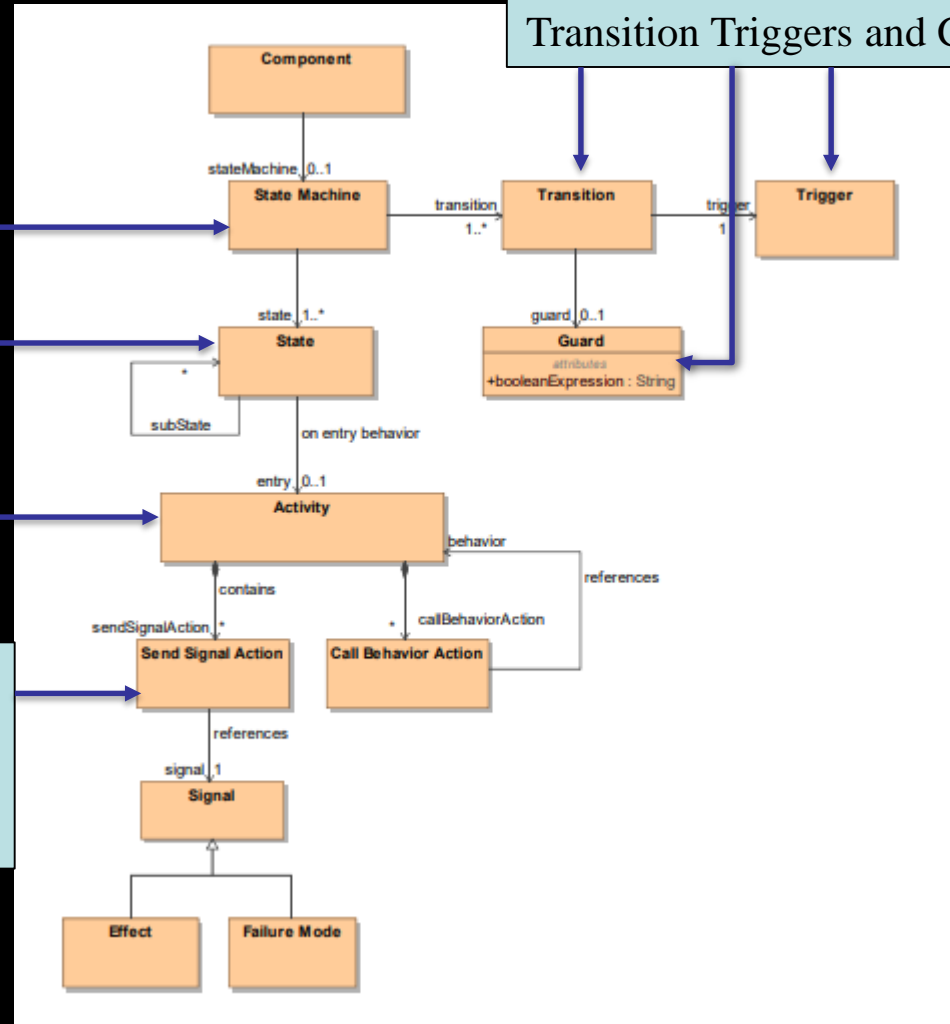 Transition Triggers and
Component
stateMachine 0..1
State Machine
transition
1..*
Transition
trigger
1
Trigger
state 1..*
guard 0..1
State
Guard
attributes
+booleanExpression : String
*
subState
on entry behavior
entry 0..1
Activity
behavior
contains
references
sendSignalAction *
* callBehaviorAction
Send Signal Action
Call Behavior Action
references
signal 1
Signal
Effect
Failure Mode